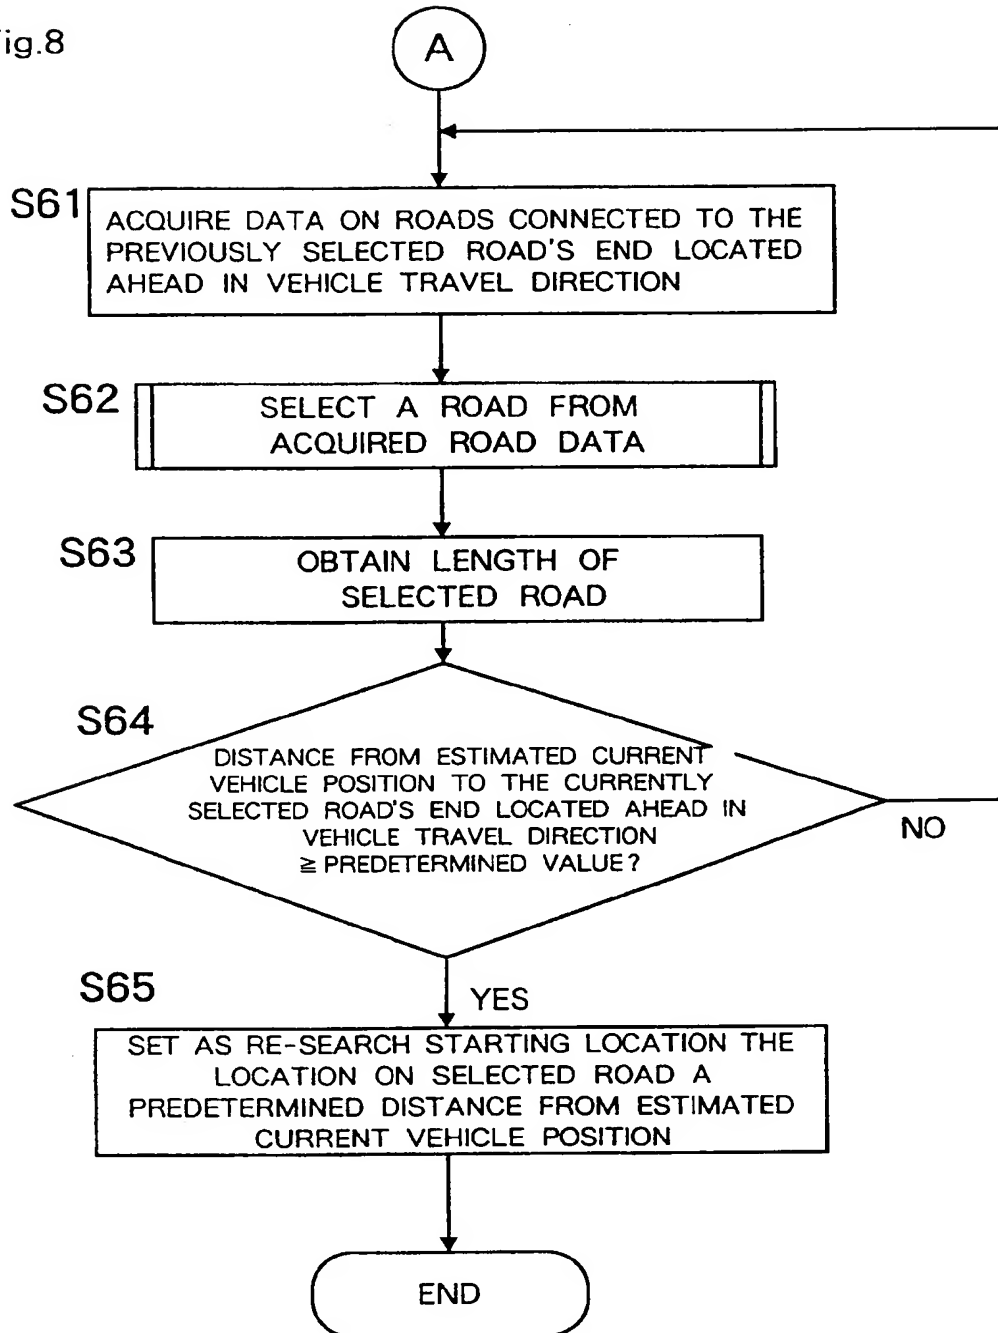 ig.8
A
S61
ACQUIRE DATA ON ROADS CONNECTED TO THE
PREVIOUSLY SELECTED ROAD'S END LOCATED
AHEAD IN VEHICLE TRAVEL DIRECTION
S62
SELECT A ROAD FROM
ACQUIRED ROAD DATA
S63
OBTAIN LENGTH OF
SELECTED ROAD
S64
DISTANCE FROM ESTIMATED CURRENT
VEHICLE POSITION TO THE CURRENTLY
SELECTED ROAD'S END LOCATED AHEAD IN
VEHICLE TRAVEL DIRECTION
≧ PREDETERMINED VALUE?
NO
YES
S65
SET AS RE-SEARCH STARTING LOCATION THE
LOCATION ON SELECTED ROAD A
PREDETERMINED DISTANCE FROM ESTIMATED
CURRENT VEHICLE POSITION
END